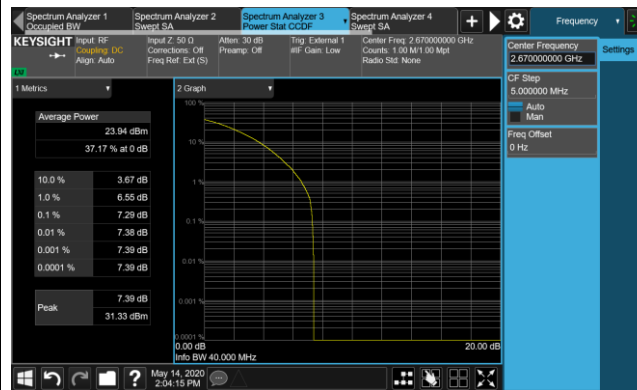 Spectrum Analyzer 1
Occupied BW
Spectrum Analyzer 2
Swept SA
Spectrum Analyzer 3
Power Stat CCDF
Spectrum Analyzer 4
Swept SA
Frequency
KEYSIGHT
Input: RF
Coupling: DC
Align: Auto
Input Z: 50 Ω
Corrections: Off
Freq Ref: Ext (S)
Atten: 30 dB
Preamp: Off
Trig: External 1
#IF Gain: Low
Center Freq: 2.670000000 GHz
Counts: 1.00 M/1.00 Mpt
Radio Std: None
Center Frequency
2.670000000 GHz
Settings
CF Step
5.000000 MHz
Auto
Man
Freq Offset
0 Hz
1 Metrics
Average Power
23.94 dBm
37.17 % at 0 dB
10.0 % 3.67 dB
1.0 % 6.55 dB
0.1 % 7.29 dB
0.01 % 7.38 dB
0.001 % 7.39 dB
0.0001 % 7.39 dB
Peak
7.39 dB
31.33 dBm
2 Graph
100 %
10 %
1 %
0.1 %
0.01 %
0.001 %
0.0001 %
0.00 dB
20.00 dB
Info BW 40.000 MHz
May 14, 2020
2:04:15 PM